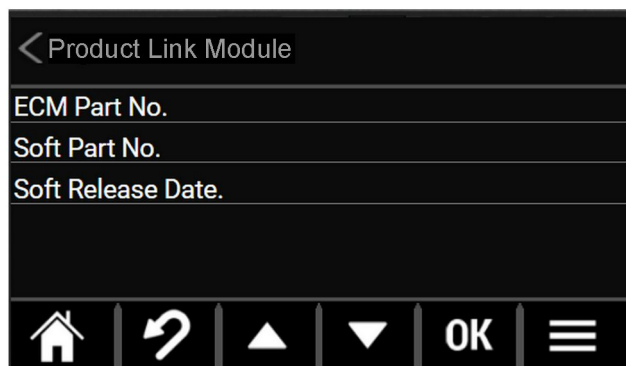 Product Link Module
ECM Part No.
Soft Part No.
Soft Release Date.
OK